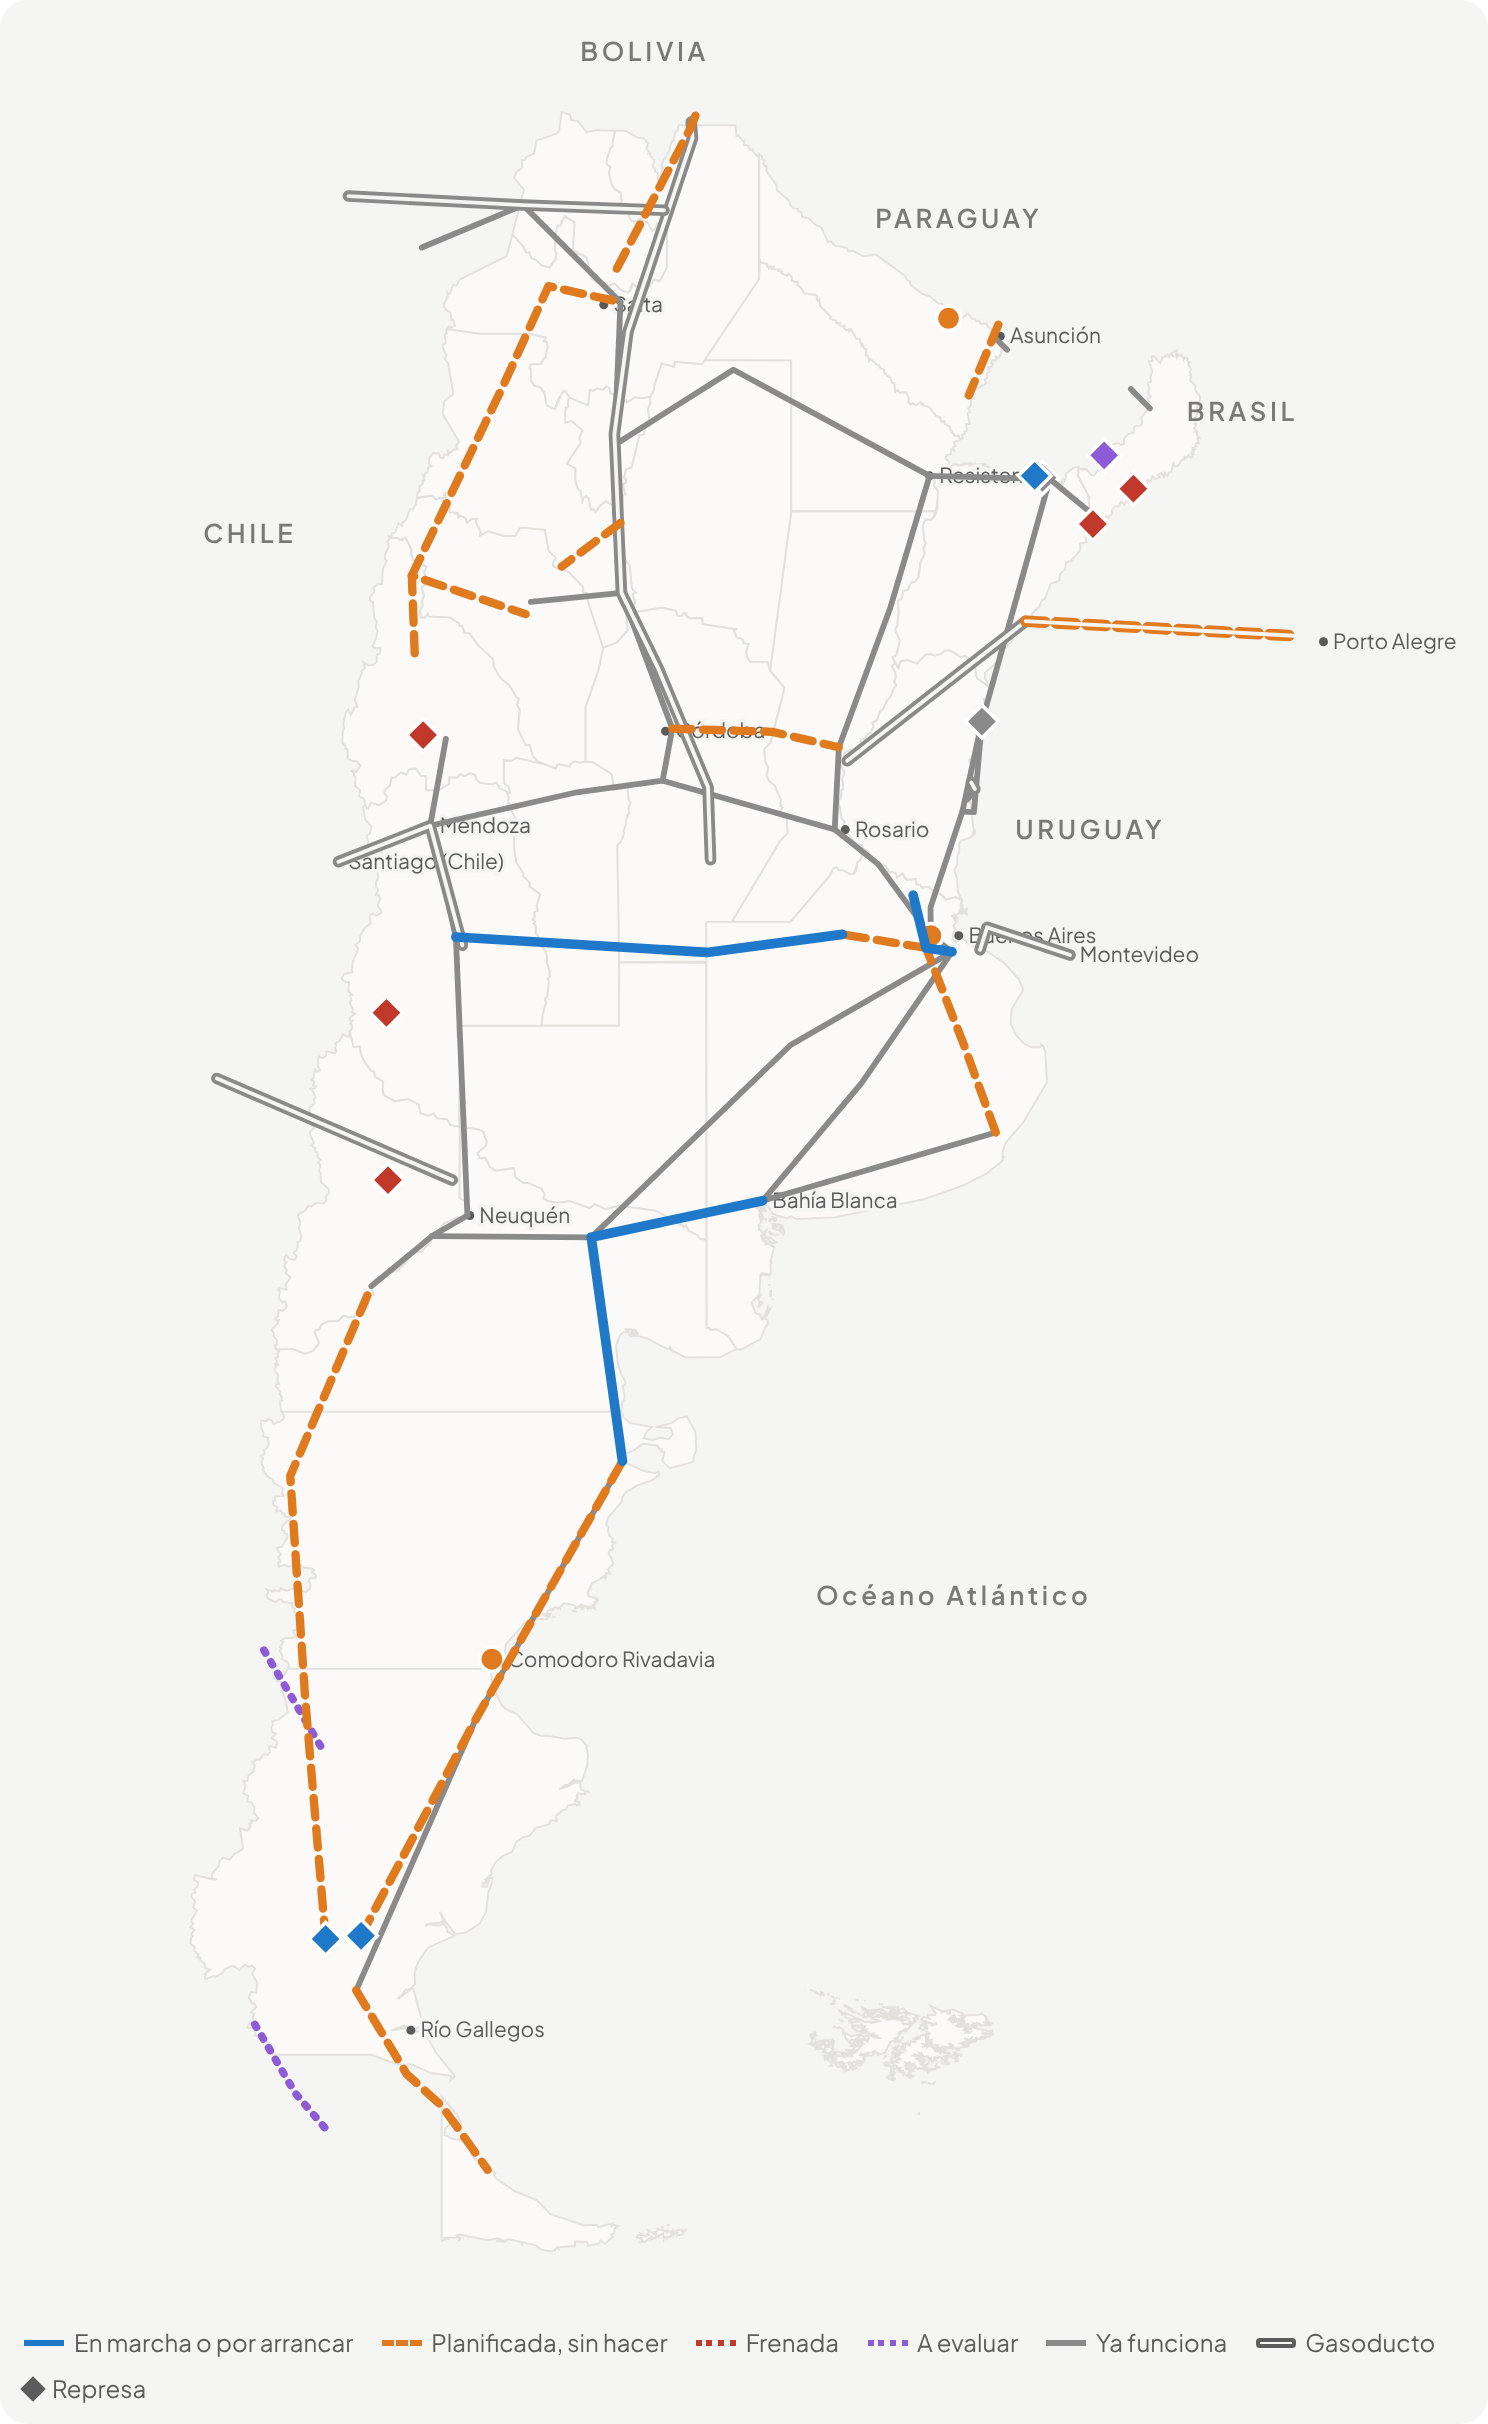 BOLIVIA
PARAGUAY
Salta
Asunción
BRASIL
Resisten
CHILE
Porto Alegre
Córdoba
Mendoza
Rosario
URUGUAY
Santiago (Chile)
Buenos Aires
Montevideo
Bahía Blanca
Neuquén
Océano Atlántico
Comodoro Rivadavia
Río Gallegos
En marcha o por arrancar
Planificada, sin hacer
Frenada
A evaluar
Ya funciona
Gasoducto
Represa